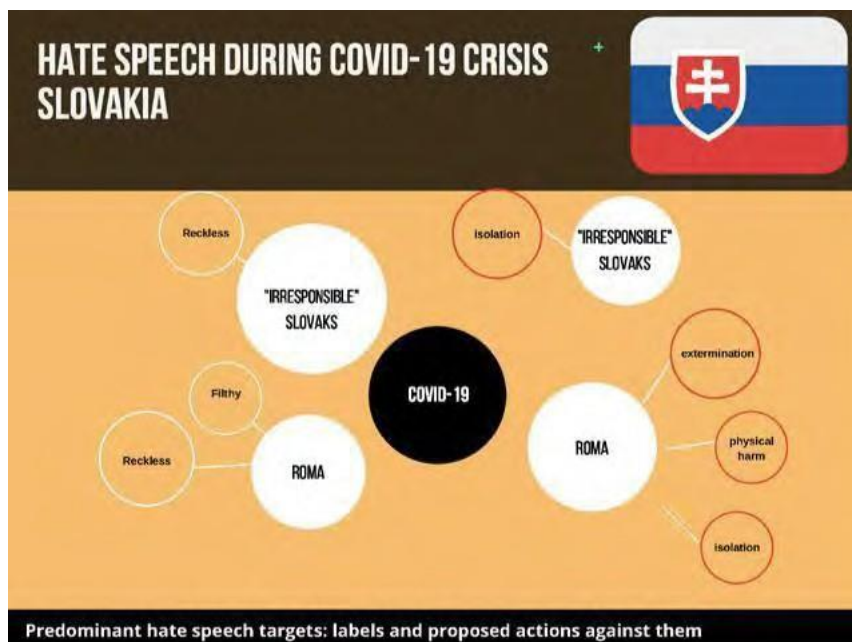 HATE SPEECH DURING COVID-19 CRISIS
SLOVAKIA
Reckless
"IRRESPONSIBLE"
SLOVAKS
isolation
"IRRESPONSIBLE"
SLOVAKS
COVID-19
extermination
Filthy
Reckless
ROMA
ROMA
physical
harm
isolation
Predominant hate speech targets: labels and proposed actions against them